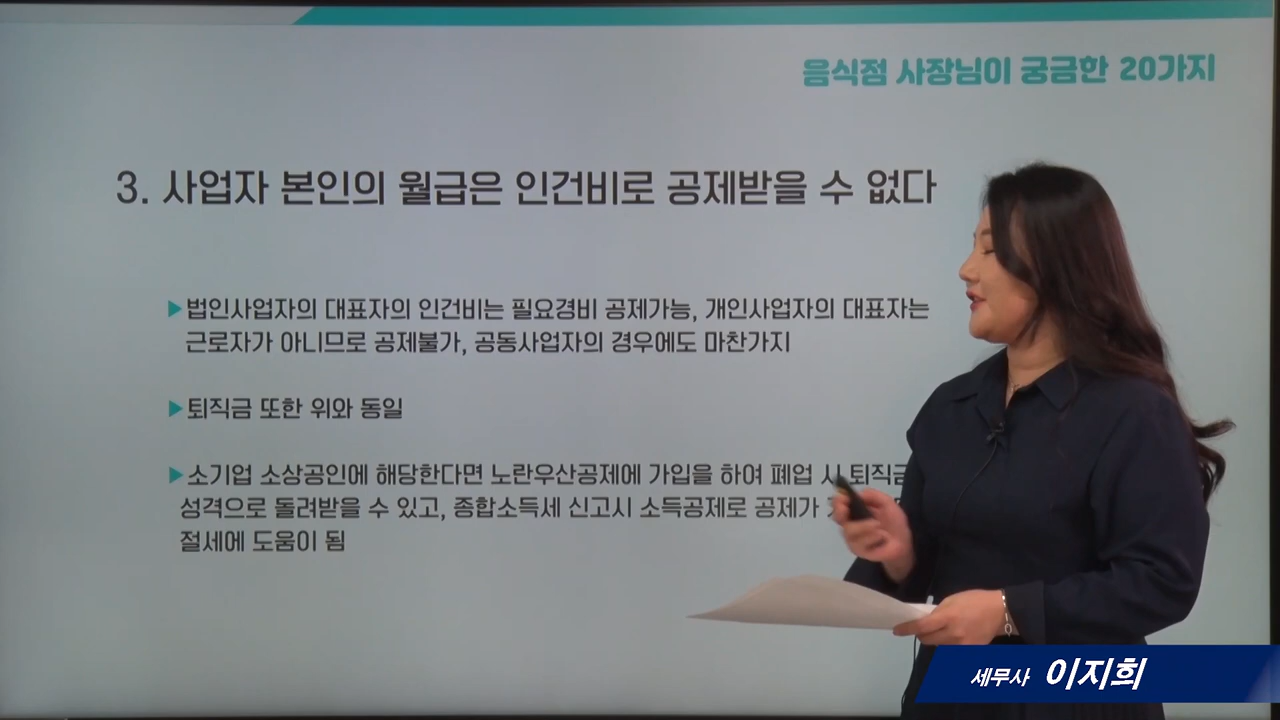 음식점 사장님이 궁금한 20가지
3. 사업자 본인의 월급은 인건비로 공제받을 수 없다
▶법인사업자의 대표자의 인건비는 필요경비 공제가능, 개인사업자의 대표자는
근로자가 아니므로 공제불가, 공동사업자의 경우에도 마찬가지
▶퇴직금 또한 위와 동일
▶소기업 소상공인에 해당한다면 노란우산공제에 가입을 하여 폐업 시 퇴직금
성격으로 돌려받을 수 있고, 종합소득세 신고시 소득공제로 공제가
절세에 도움이 됨
세무사 이지희